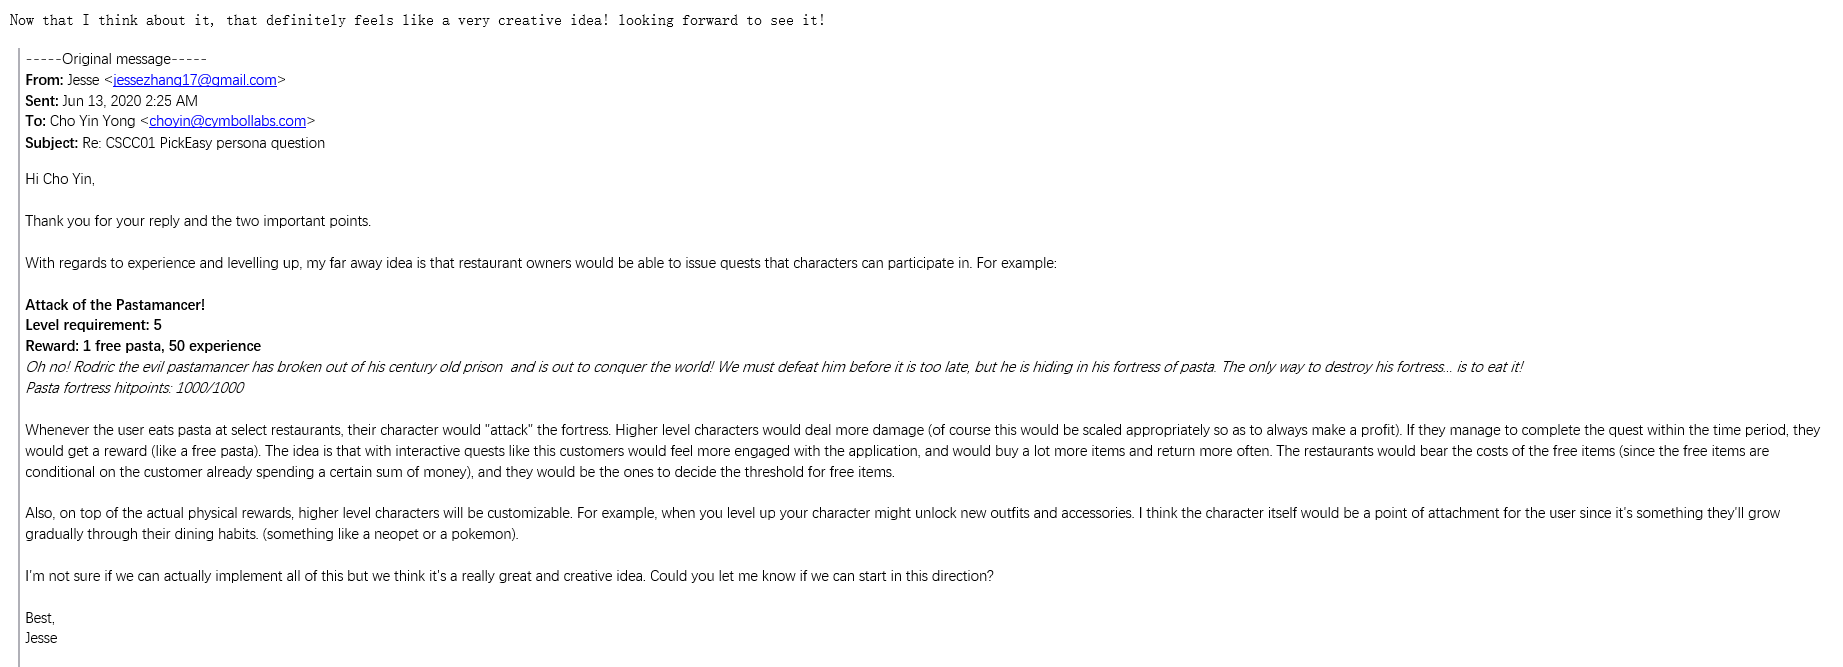 Now that I think about it, that definitely feels like a very creative idea! looking forward to see it!
-----Original message-----
From: Jesse <jessezhang17@gmail.com>
Sent: Jun 13, 2020 2:25 AM
To: Cho Yin Yong <choyin@cymbollabs.com>
Subject: Re: CSCC01 PickEasy persona question
Hi Cho Yin,
Thank you for your reply and the two important points.
With regards to experience and levelling up, my far away idea is that restaurant owners would be able to issue quests that characters can participate in. For example:
Attack of the Pastamancer!
Level requirement: 5
Reward: 1 free pasta, 50 experience
Oh no! Rodric the evil pastamancer has broken out of his century old prison  and is out to conquer the world! We must defeat him before it is too late, but he is hiding in his fortress of pasta. The only way to destroy his fortress... is to eat it!
Pasta fortress hitpoints: 1000/1000
Whenever the user eats pasta at select restaurants, their character would "attack" the fortress. Higher level characters would deal more damage (of course this would be scaled appropriately so as to always make a profit). If they manage to complete the quest within the time period, they
would get a reward (like a free pasta). The idea is that with interactive quests like this customers would feel more engaged with the application, and would buy a lot more items and return more often. The restaurants would bear the costs of the free items (since the free items are
conditional on the customer already spending a certain sum of money), and they would be the ones to decide the threshold for free items.
Also, on top of the actual physical rewards, higher level characters will be customizable. For example, when you level up your character might unlock new outfits and accessories. I think the character itself would be a point of attachment for the user since it's something they'll grow
gradually through their dining habits. (something like a neopet or a pokemon).
I'm not sure if we can actually implement all of this but we think it's a really great and creative idea. Could you let me know if we can start in this direction?
Best,
Jesse